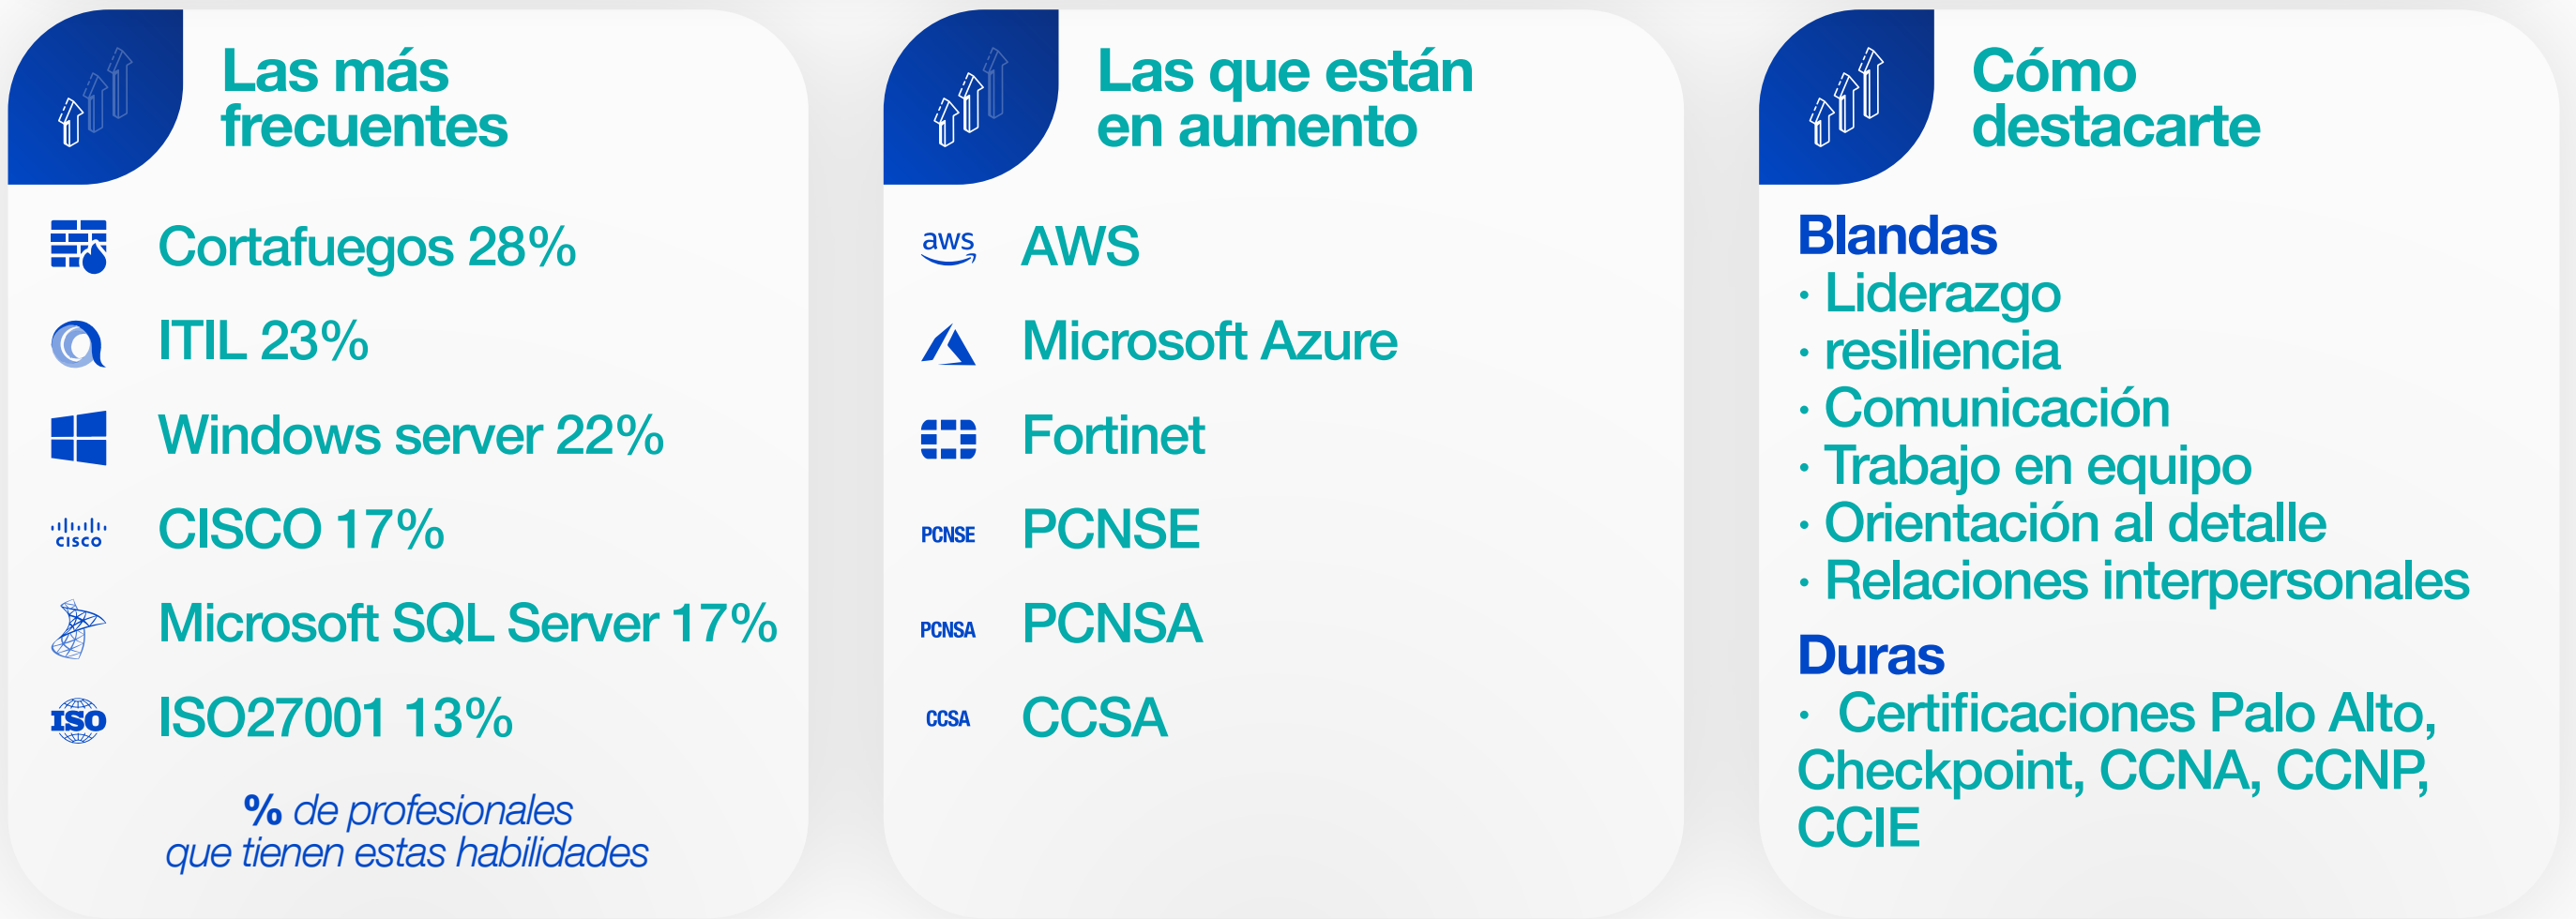 Las más
frecuentes
Cortafuegos 28%
ITIL 23%
Windows server 22%
CISCO
CISCO 17%
Microsoft SQL Server 17%
ISO
ISO27001 13%
% de profesionales
que tienen estas habilidades
Las que están
en aumento
aws
AWS
Microsoft Azure
Fortinet
PCNSE
PCNSE
PCNSA
PCNSA
CCSA
CCSA
Cómo
destacarte
Blandas
· Liderazgo
· resiliencia
· Comunicación
· Trabajo en equipo
· Orientación al detalle
· Relaciones interpersonales
Duras
· Certificaciones Palo Alto,
Checkpoint, CCNA, CCNP,
CCIE